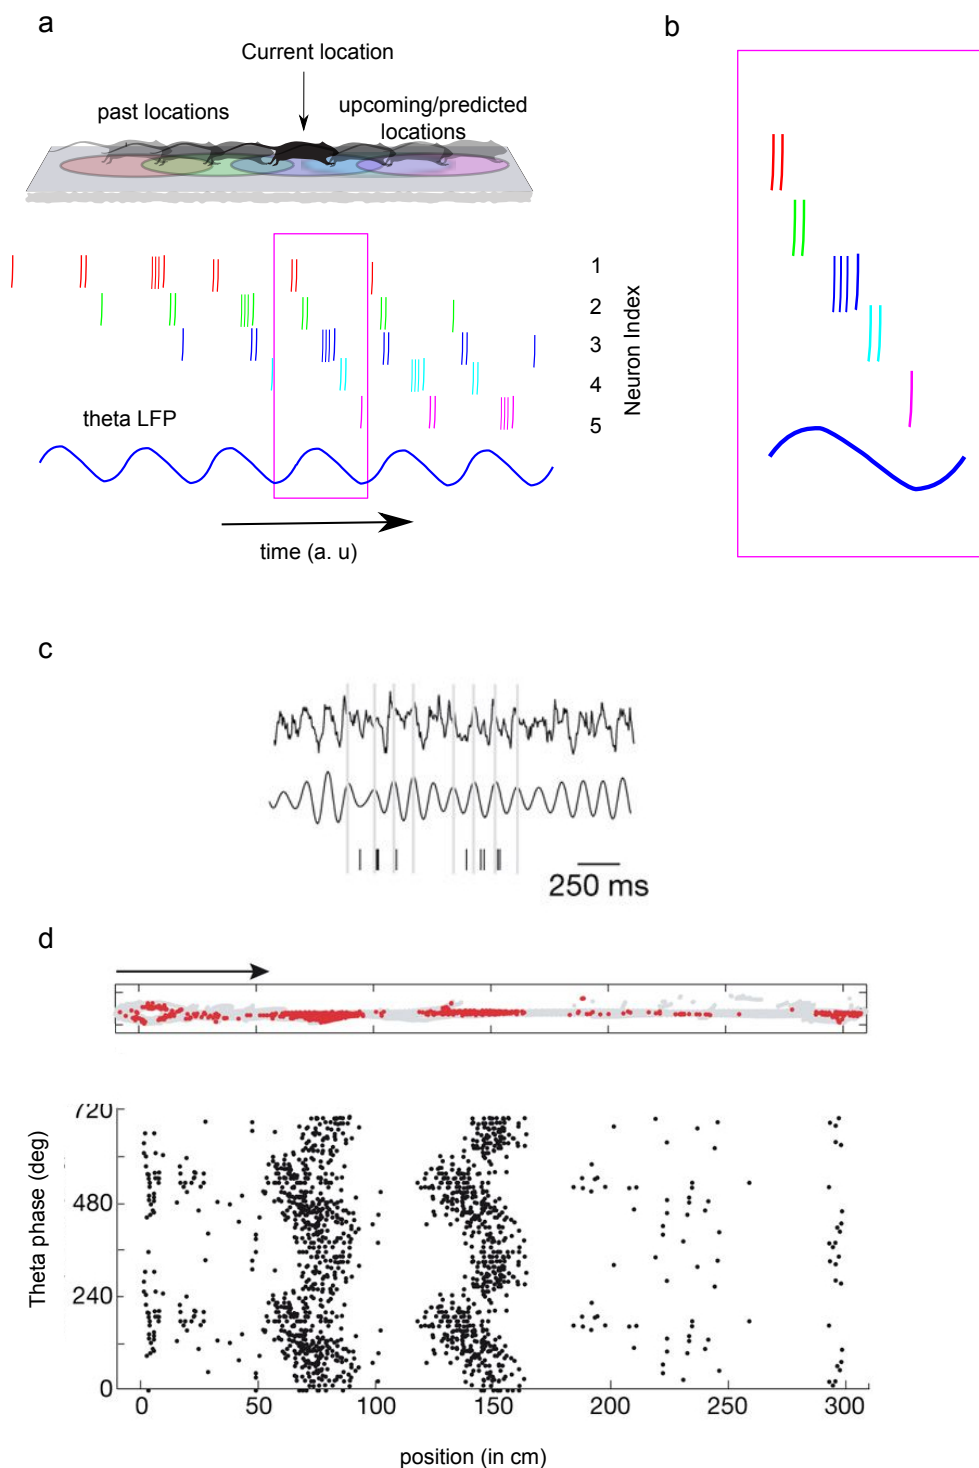 a
b
Current location
past locations
upcoming/predicted
locations
1
2
3
4
5
Neuron Index
theta LFP
time (a. u)
c
250 ms
d
720
480
240
0
Theta phase (deg)
0
50
100
150
200
250
300
position (in cm)